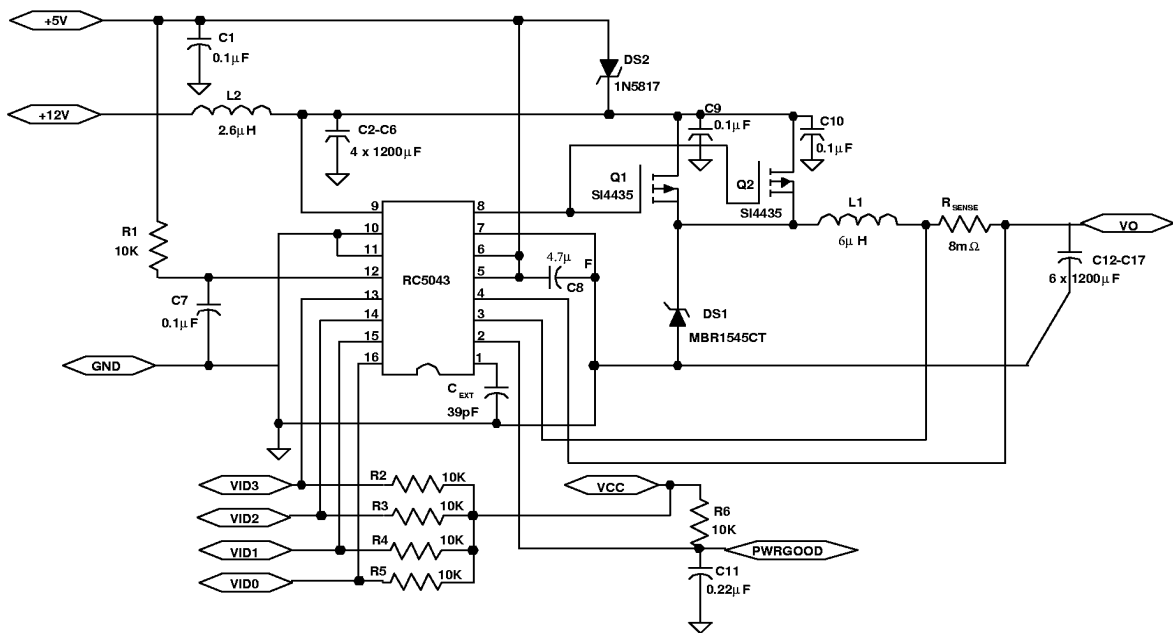 +5V
C1
0.1µF
DS2
1N5817
+12V
L2
2.6µH
C2-C6
4 x 1200µF
C9
0.1µF
C10
0.1µF
Q1
SI4435
Q2
SI4435
L1
6µH
RSENSE
8mΩ
VO
C12-C17
6 x 1200µF
R1
10K
RC5043
9
10
11
12
13
14
15
16
8
7
6
5
4
3
2
1
4.7µ F
C8
C7
0.1µF
DS1
MBR1545CT
GND
CEXT
39pF
VID3
R2
10K
VID2
R3
10K
VID1
R4
10K
VID0
R5
10K
VCC
R6
10K
PWRGOOD
C11
0.22µF